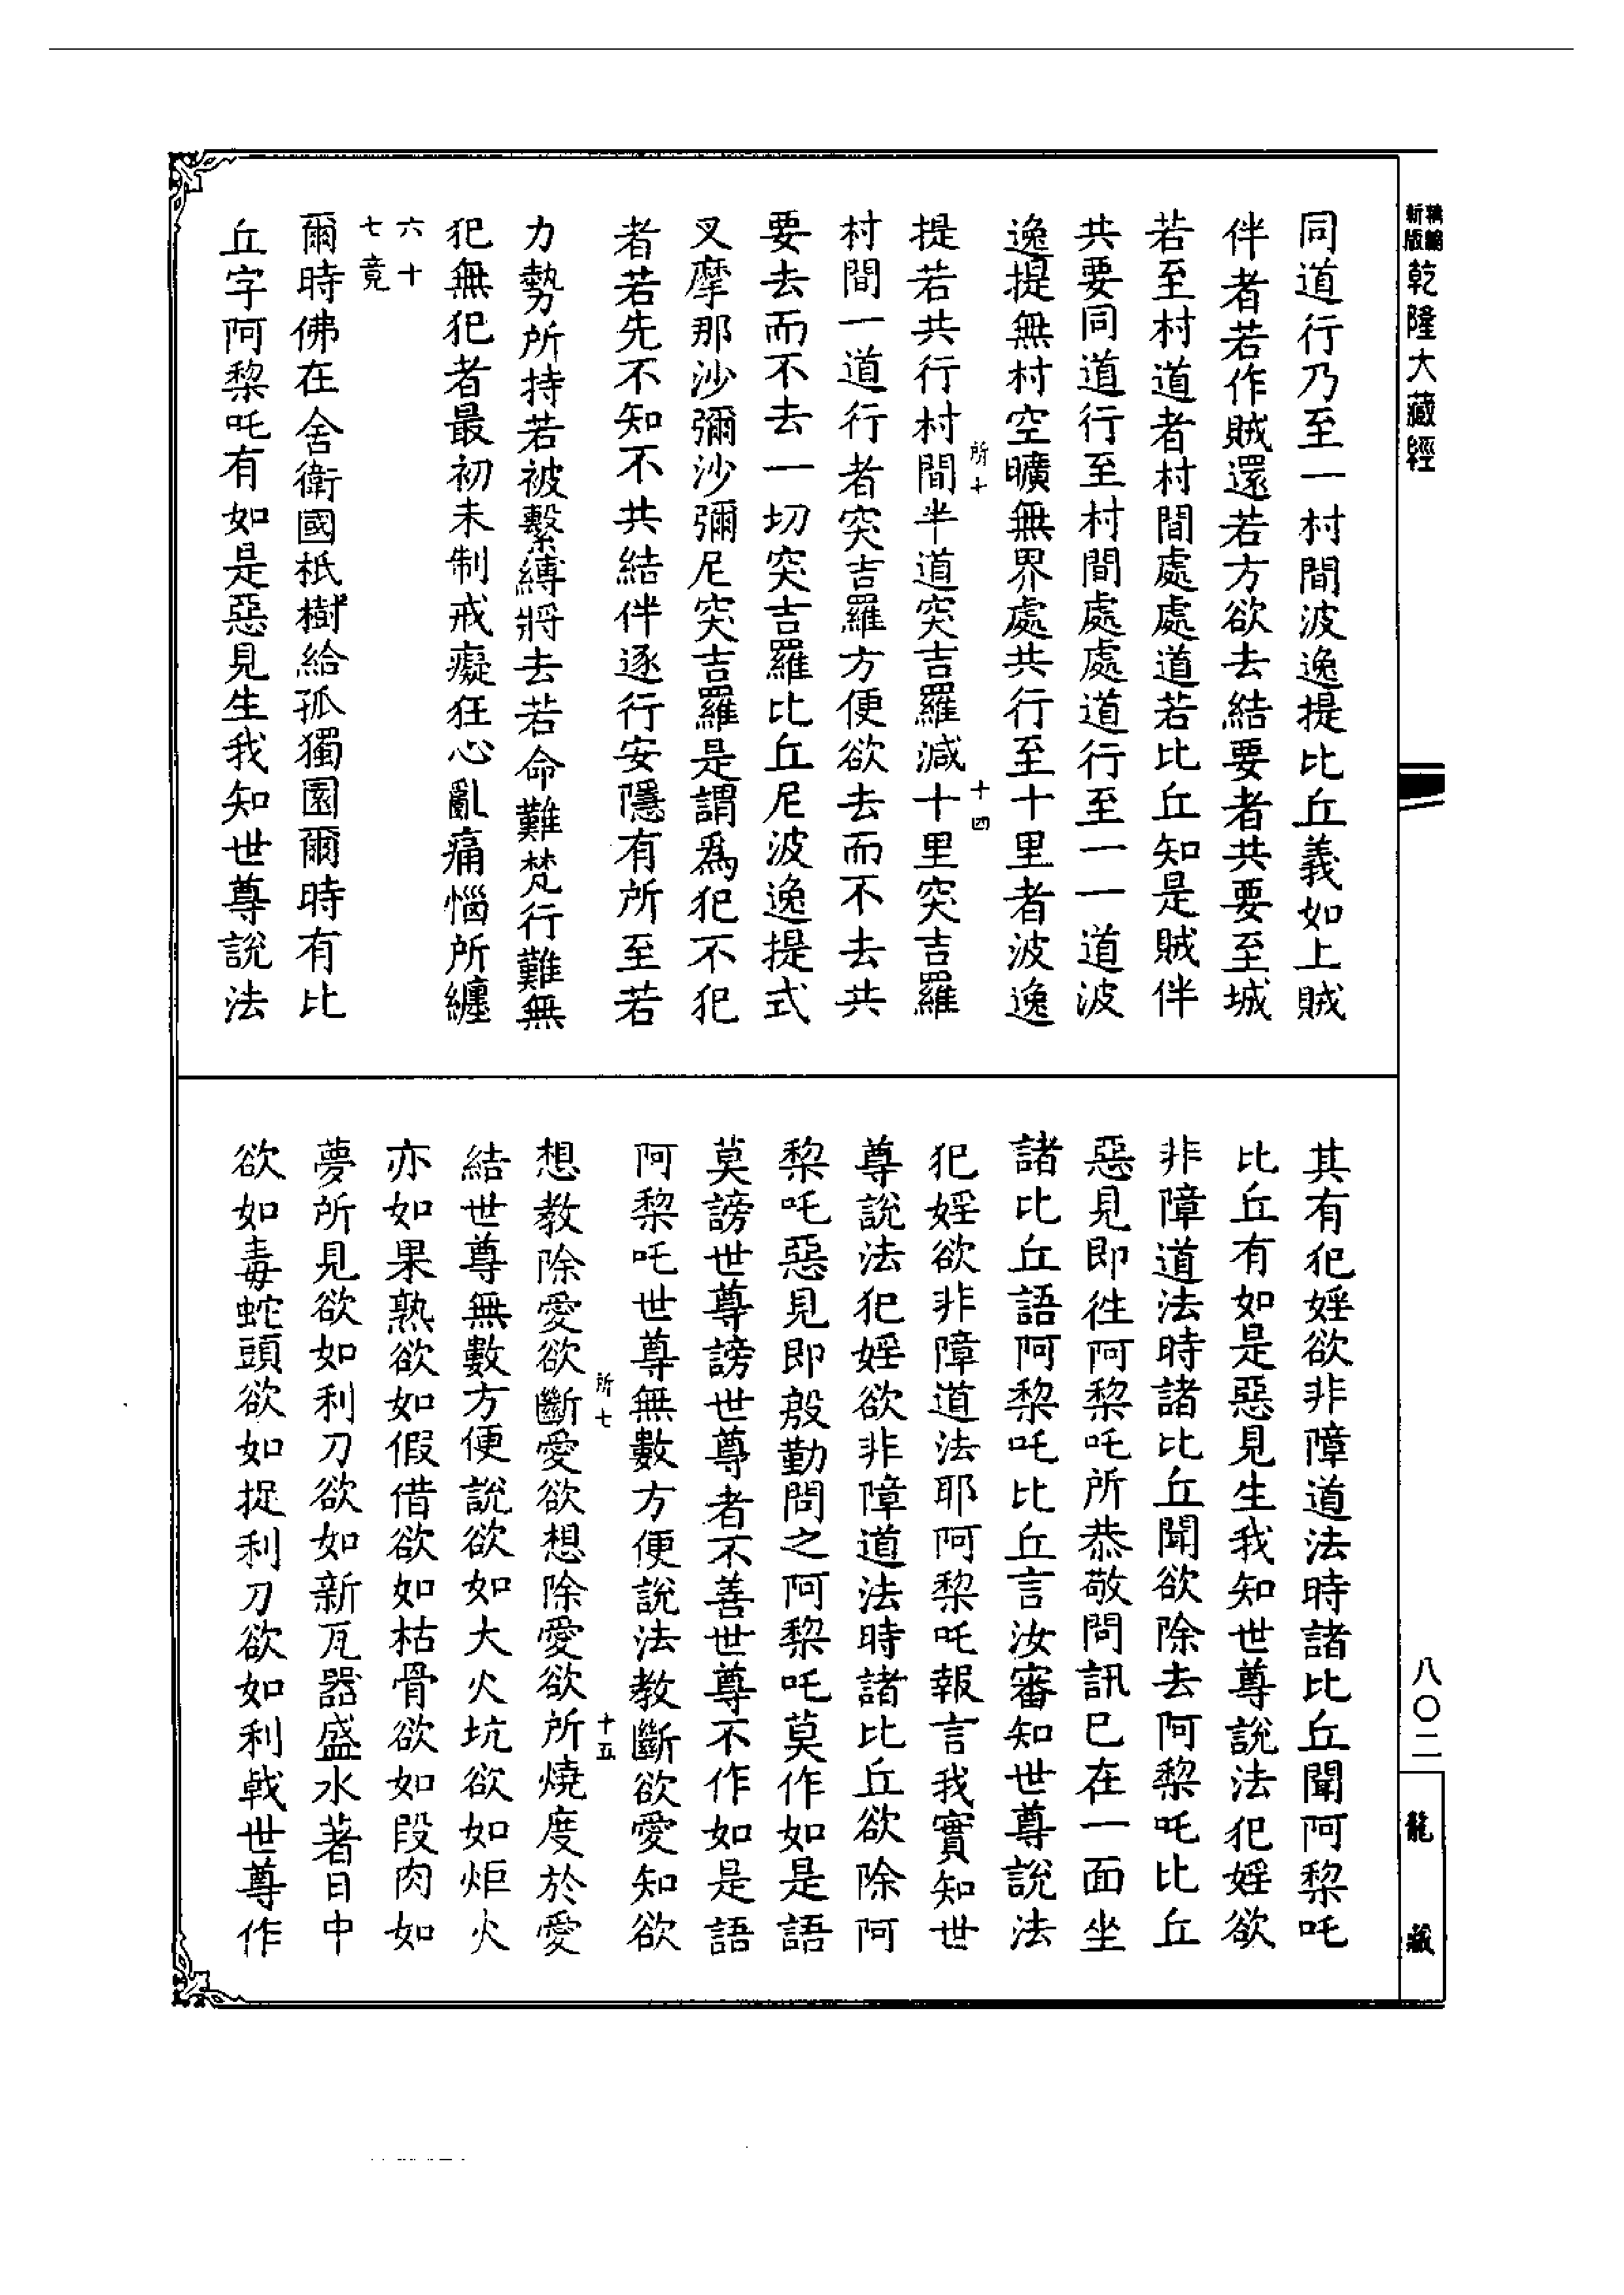 新版精編乾隆大藏經
同道行乃至一村間波逸提比丘義如上賊
伴者若作賊還若方欲去結要者共要至城
若至村道者村間處處道若比丘知是賊伴
共要同道行至村間處處道行至一一道波
逸提無村空曠無界處共行至十里者波逸
所十 十四
提若共行村間半道突吉羅減十里突吉羅
村間一道行者突吉羅方便欲去而不去共
要去而不去一切突吉羅比丘尼波逸提式
叉摩那沙彌沙彌尼突吉羅是謂爲犯不犯
者若先不知不共結伴逐行安隱有所至若
力勢所持若被繫縛將去若命難梵行難無
犯無犯者最初未制戒癡狂心亂痛惱所纏
六十
七竟
爾時佛在舍衛國祇樹給孤獨園爾時有比
丘字阿棃吒有如是惡見生我知世尊說法
其有犯婬欲非障道法時諸比丘聞阿棃吒
比丘有如是惡見生我知世尊說法犯婬欲
非障道法時諸比丘聞欲除去阿棃吒比丘
惡見即往阿棃吒所恭敬問訊已在一面坐
諸比丘語阿棃吒比丘言汝審知世尊說法
犯婬欲非障道法耶阿棃吒報言我實知世
尊說法犯婬欲非障道法時諸比丘欲除阿
棃吒惡見即殷勤問之阿棃吒莫作如是語
莫謗世尊謗世尊者不善世尊不作如是語
阿棃吒世尊無數方便說法教斷欲愛知欲
所七 十五
想教除愛欲斷愛欲想除愛欲所燒度於愛
結世尊無數方便說欲如大火坑欲如炬火
亦如果熟欲如假借欲如枯骨欲如段肉如
夢所見欲如利刀欲如新瓦器盛水著日中
欲如毒蛇頭欲如捉利刀欲如利戟世尊作
八〇二
龍藏